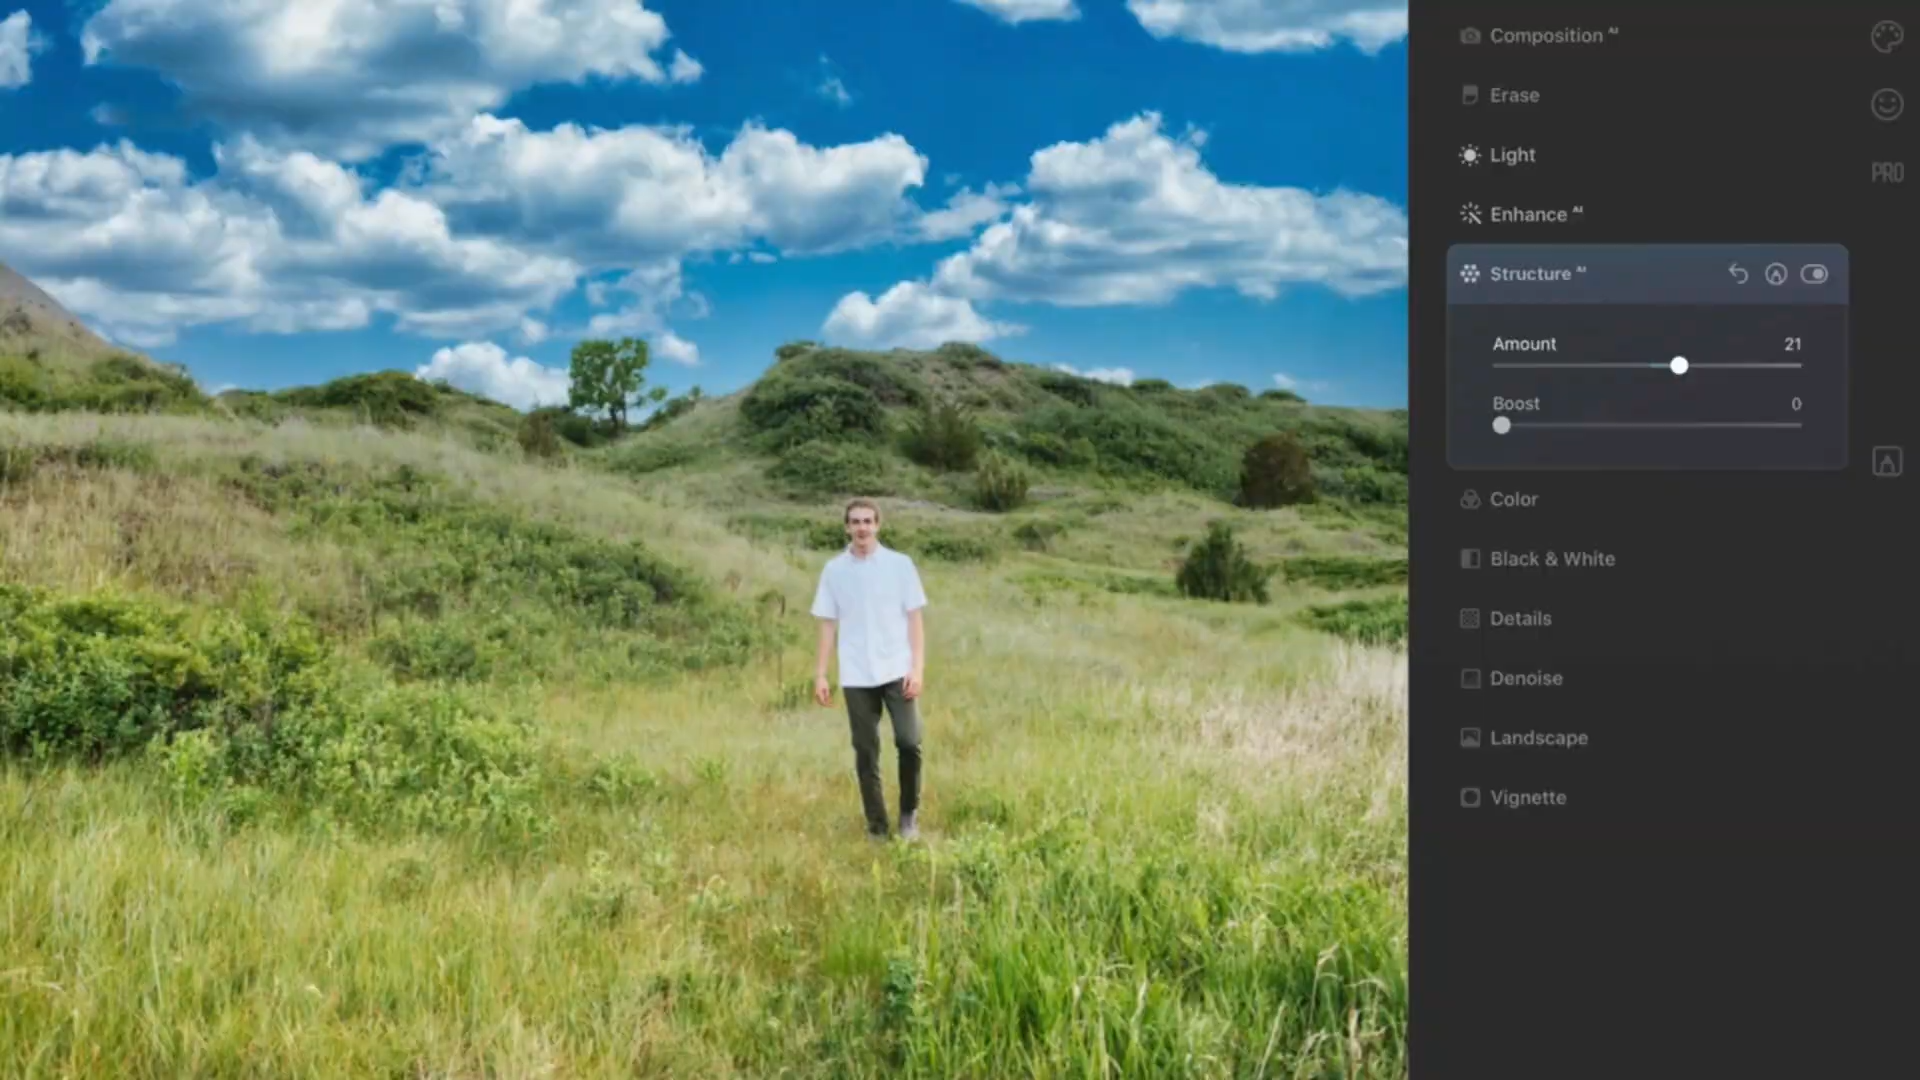 Composition AI
Erase
Light
PRO
Enhance AI
Structure AI
Amount 21
Boost 0
Color
Black & White
Details
Denoise
Landscape
Vignette